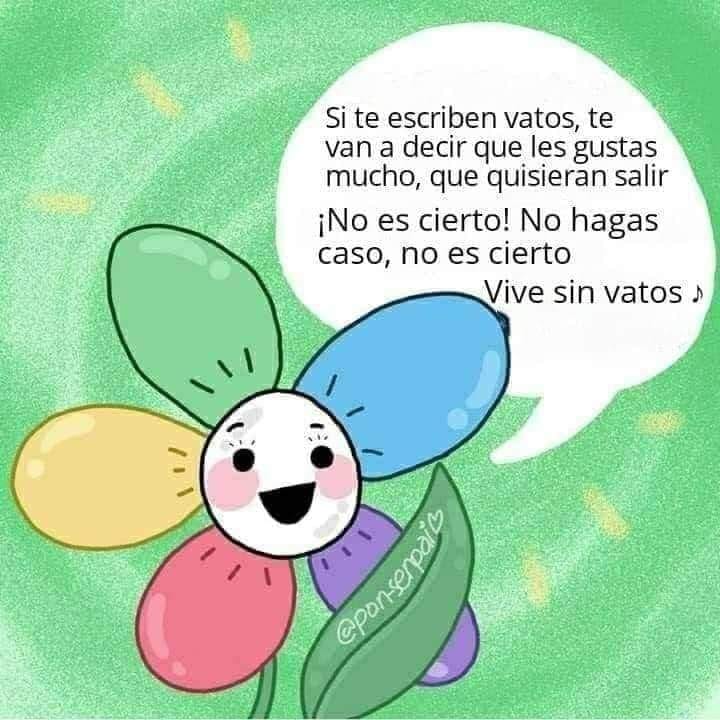 Si te escriben vatos, te
van a decir que les gustas
mucho, que quisieran salir
¡No es cierto! No hagas
caso, no es cierto
Vive sin vatos ♪
@pon-senpai♡